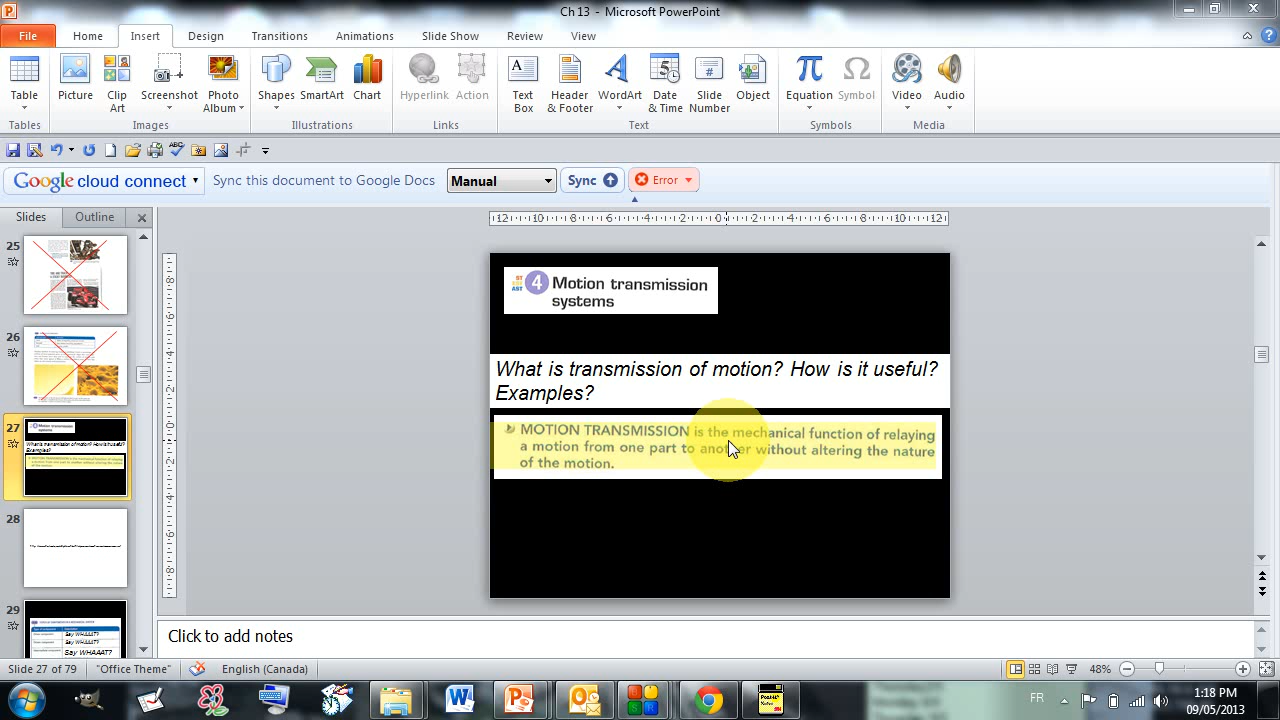 Ch 13 - Microsoft PowerPoint
File Home Insert Design Transitions Animations Slide Show Review View
Table Picture Clip Art Screenshot Photo Album Shapes SmartArt Chart Hyperlink Action Text Box Header & Footer WordArt Date & Time Slide Number Object Equation Symbol Video Audio
Tables Images Illustrations Links Text Symbols Media
Google cloud connect Sync this document to Google Docs Manual Sync Error
Slides Outline
25
26
27
28
29
4 Motion transmission
systems
What is transmission of motion? How is it useful?
Examples?
MOTION TRANSMISSION is the mechanical function of relaying
a motion from one part to another without altering the nature
of the motion.
Say WHAAAT?
Say WHAAAT?
Say WHAAAT?
Click to add notes
Slide 27 of 79 "Office Theme" English (Canada) 48%
FR 1:18 PM
09/05/2013